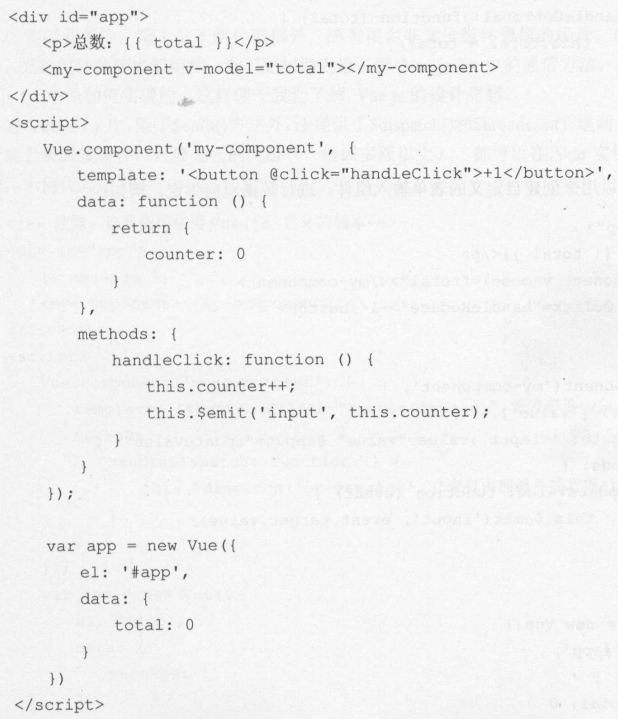 <div id="app">
<p>总数: {{ total }}</p>
<my-component v-model="total"></my-component>
</div>
<script>
Vue.component('my-component', {
template: '<button @click="handleClick">+1</button>',
data: function () {
return {
counter: 0
}
},
methods: {
handleClick: function () {
this.counter++;
this.$emit('input', this.counter);
}
}
});
var app = new Vue({
el: '#app',
data: {
total: 0
}
})
</script>